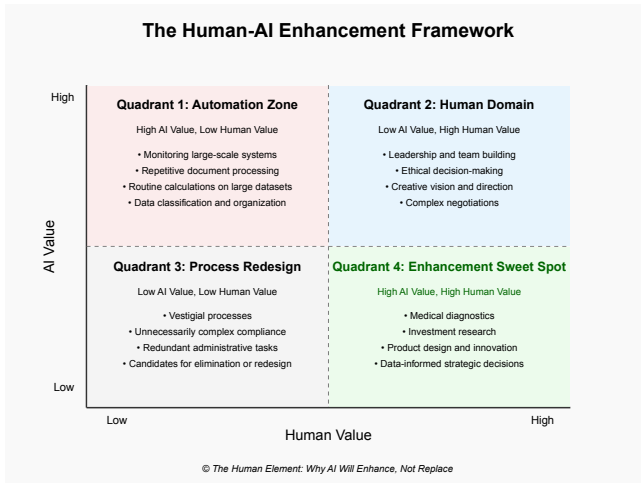 The Human-AI Enhancement Framework
High
AI Value
Low
Quadrant 1: Automation Zone
High AI Value, Low Human Value
• Monitoring large-scale systems
• Repetitive document processing
• Routine calculations on large datasets
• Data classification and organization
Quadrant 2: Human Domain
Low AI Value, High Human Value
• Leadership and team building
• Ethical decision-making
• Creative vision and direction
• Complex negotiations
Quadrant 3: Process Redesign
Low AI Value, Low Human Value
• Vestigial processes
• Unnecessarily complex compliance
• Redundant administrative tasks
• Candidates for elimination or redesign
Quadrant 4: Enhancement Sweet Spot
High AI Value, High Human Value
• Medical diagnostics
• Investment research
• Product design and innovation
• Data-informed strategic decisions
Low
High
Human Value
© The Human Element: Why AI Will Enhance, Not Replace